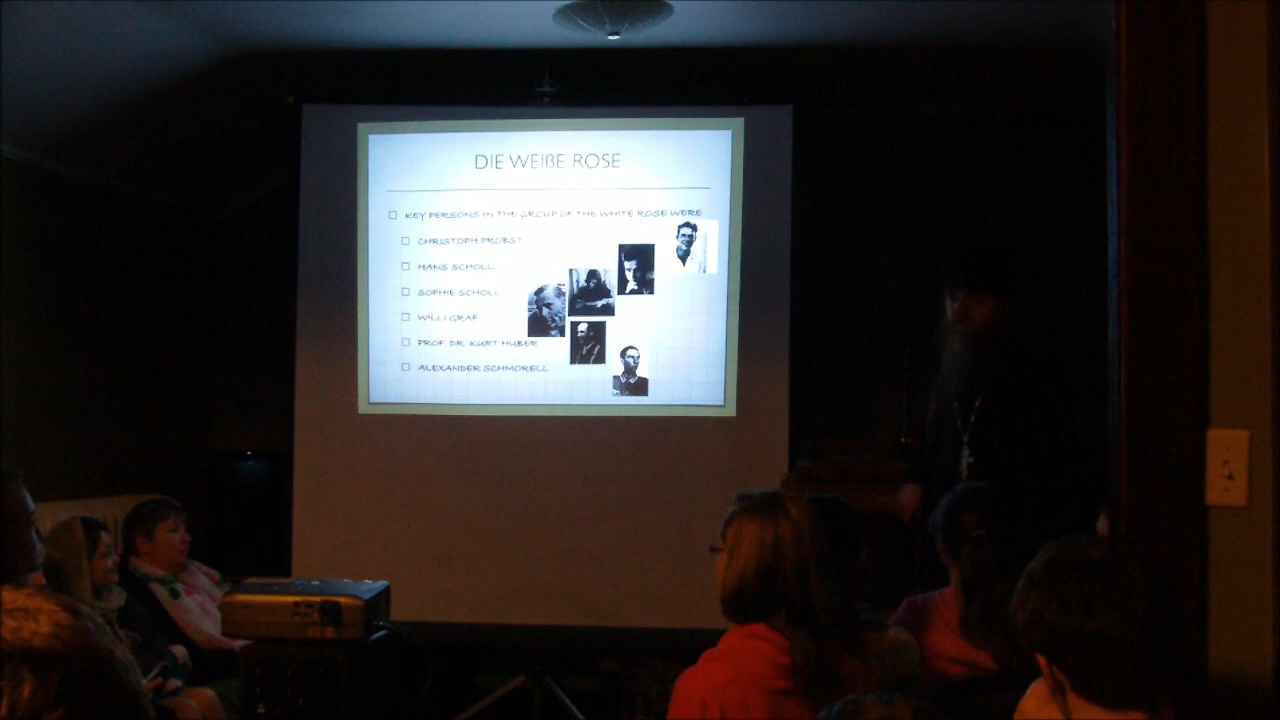 DIE WEIßE ROSE
KEY PERSONS IN THE GROUP OF THE WHITE ROSE WERE
CHRISTOPH PROBST
HANS SCHOLL
SOPHIE SCHOLL
WILLI GRAF
PROF. DR. KURT HUBER
ALEXANDER SCHMORELL